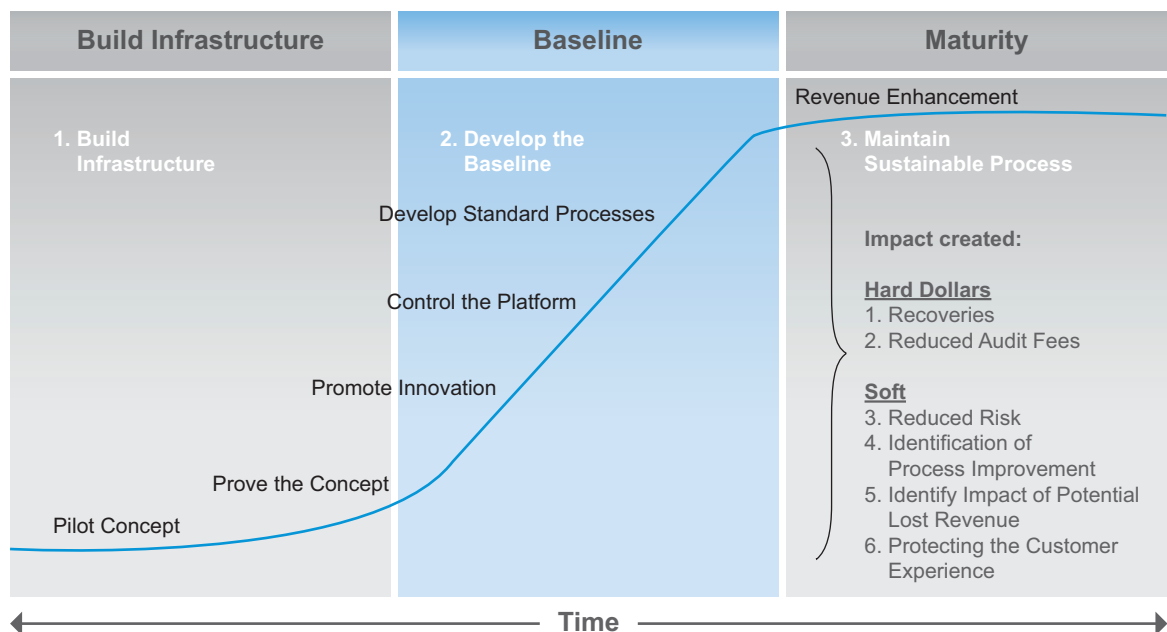 Build Infrastructure
Baseline
Maturity
Revenue Enhancement
1. Build
Infrastructure
2. Develop the
Baseline
3. Maintain
Sustainable Process
Develop Standard Processes
Control the Platform
Promote Innovation
Prove the Concept
Pilot Concept
Impact created:
Hard Dollars
1. Recoveries
2. Reduced Audit Fees
Soft
3. Reduced Risk
4. Identification of
Process Improvement
5. Identify Impact of Potential
Lost Revenue
6. Protecting the Customer
Experience
Time